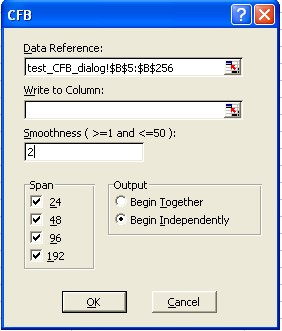 CFB
Data Reference:
test_CFB_dialog!$B$5:$B$256
Write to Column:
Smoothness ( >=1 and <=50 ):
2
Span
24
48
96
192
Output
Begin Together
Begin Independently
OK Cancel